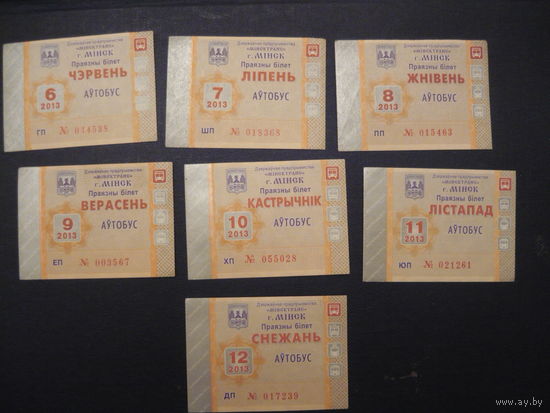 Дзяржаўнае прадпрыемства
«МІНСКТРАНС»
г. МІНСК
Праязны білет
ЧЭРВЕНЬ
6
2013
АЎТОБУС
ГП № 014538
Дзяржаўнае прадпрыемства
«МІНСКТРАНС»
г. МІНСК
Праязны білет
ЛІПЕНЬ
7
2013
АЎТОБУС
ШП № 018368
Дзяржаўнае прадпрыемства
«МІНСКТРАНС»
г. МІНСК
Праязны білет
ЖНІВЕНЬ
8
2013
АЎТОБУС
ПП № 015463
Дзяржаўнае прадпрыемства
«МІНСКТРАНС»
г. МІНСК
Праязны білет
ВЕРАСЕНЬ
9
2013
АЎТОБУС
ЕП № 003567
Дзяржаўнае прадпрыемства
«МІНСКТРАНС»
г. МІНСК
Праязны білет
КАСТРЫЧНІК
10
2013
АЎТОБУС
ХП № 055028
Дзяржаўнае прадпрыемства
«МІНСКТРАНС»
г. МІНСК
Праязны білет
ЛІСТАПАД
11
2013
АЎТОБУС
ЮП № 021261
Дзяржаўнае прадпрыемства
«МІНСКТРАНС»
г. МІНСК
Праязны білет
СНЕЖАНЬ
12
2013
АЎТОБУС
ДП № 017239
www.ay.by